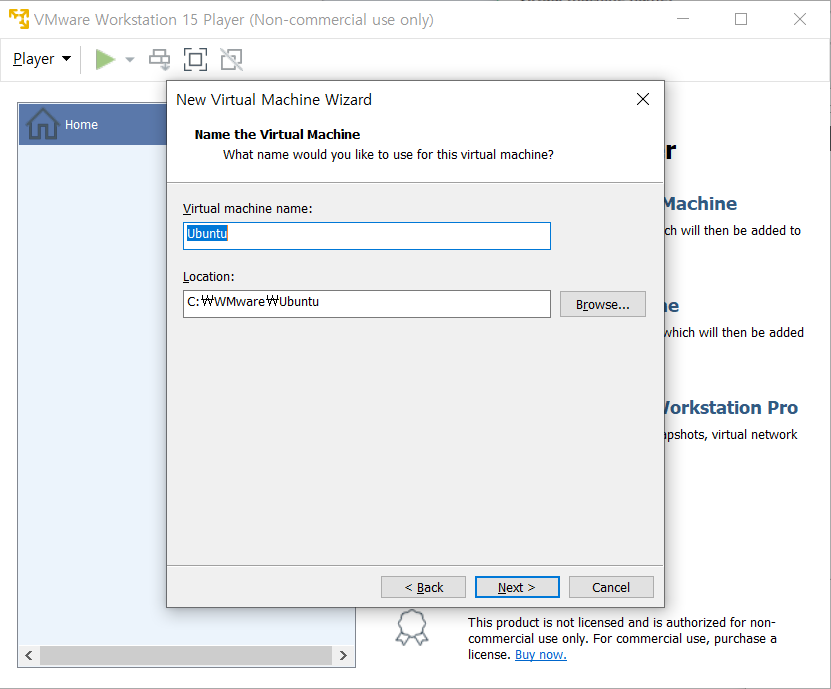 VMware Workstation 15 Player (Non-commercial use only)
Player
Home
New Virtual Machine Wizard
Name the Virtual Machine
What name would you like to use for this virtual machine?
Virtual machine name:
Ubuntu
Location:
C:₩WMware₩Ubuntu
Browse...
< Back
Next >
Cancel
r
Machine
ch will then be added to
ne
which will then be added
Workstation Pro
apshots, virtual network
This product is not licensed and is authorized for non-
commercial use only. For commercial use, purchase a
license. Buy now.